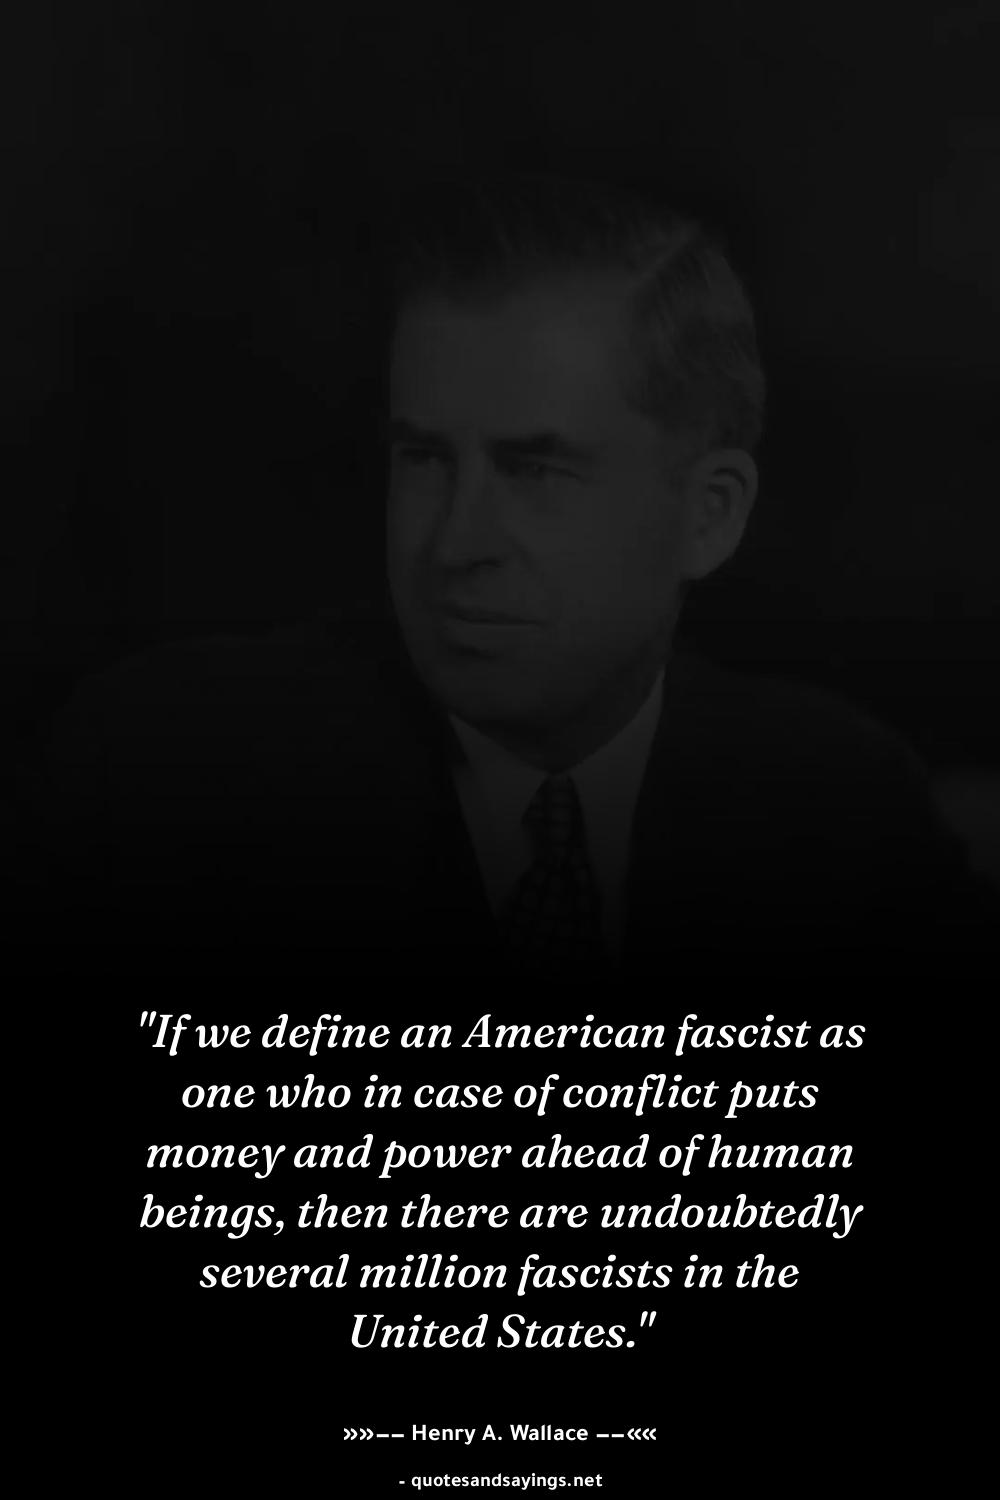 "If we define an American fascist as
one who in case of conflict puts
money and power ahead of human
beings, then there are undoubtedly
several million fascists in the
United States."
»»−− Henry A. Wallace −−««
- quotesandsayings.net